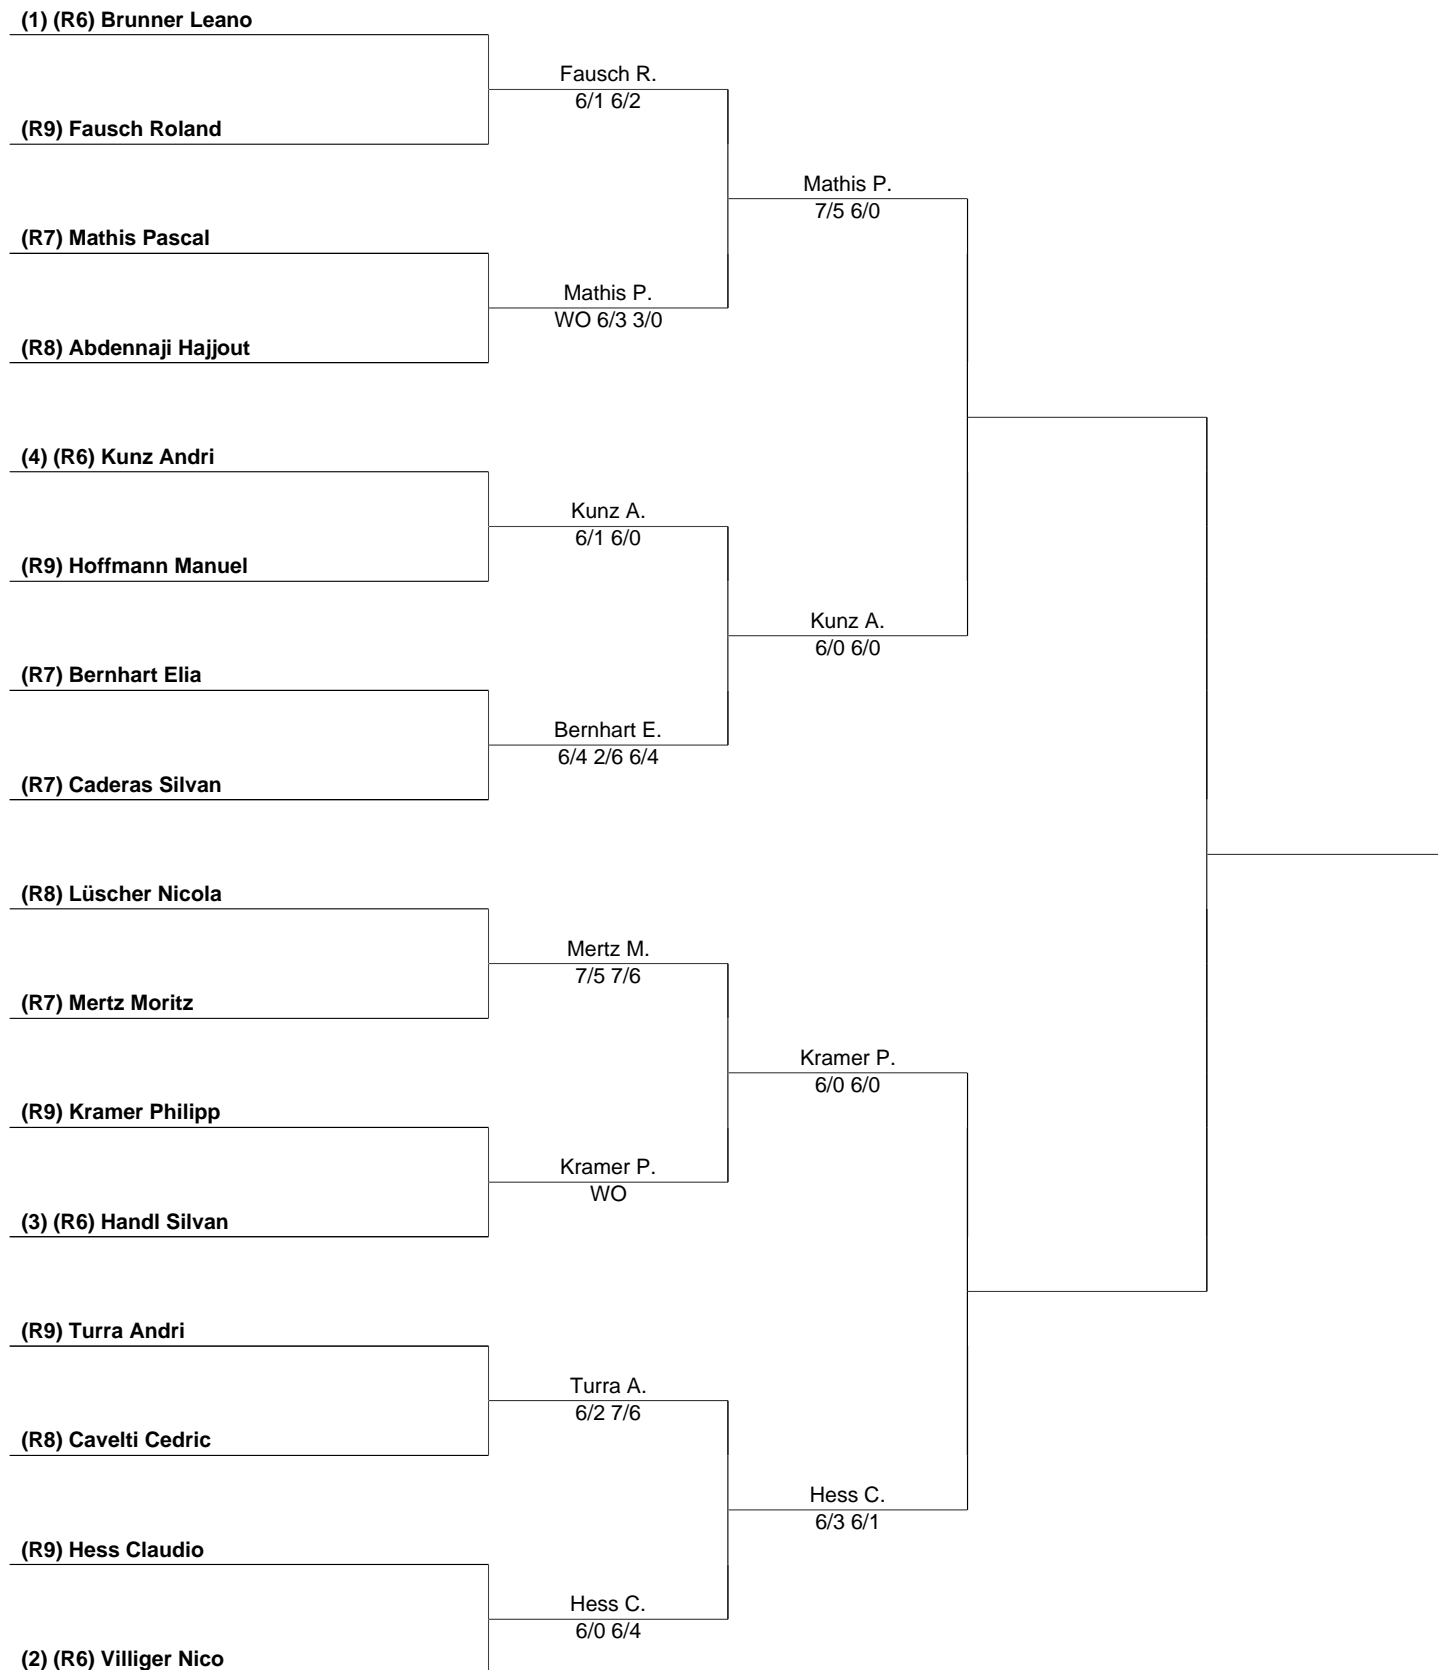 (1) (R6) Brunner Leano
Fausch R.
6/1 6/2
(R9) Fausch Roland
Mathis P.
7/5 6/0
(R7) Mathis Pascal
Mathis P.
WO 6/3 3/0
(R8) Abdennaji Hajjout
(4) (R6) Kunz Andri
Kunz A.
6/1 6/0
(R9) Hoffmann Manuel
Kunz A.
6/0 6/0
(R7) Bernhart Elia
Bernhart E.
6/4 2/6 6/4
(R7) Caderas Silvan
(R8) Lüscher Nicola
Mertz M.
7/5 7/6
(R7) Mertz Moritz
Kramer P.
6/0 6/0
(R9) Kramer Philipp
Kramer P.
WO
(3) (R6) Handl Silvan
(R9) Turra Andri
Turra A.
6/2 7/6
(R8) Cavelti Cedric
Hess C.
6/3 6/1
(R9) Hess Claudio
Hess C.
6/0 6/4
(2) (R6) Villiger Nico